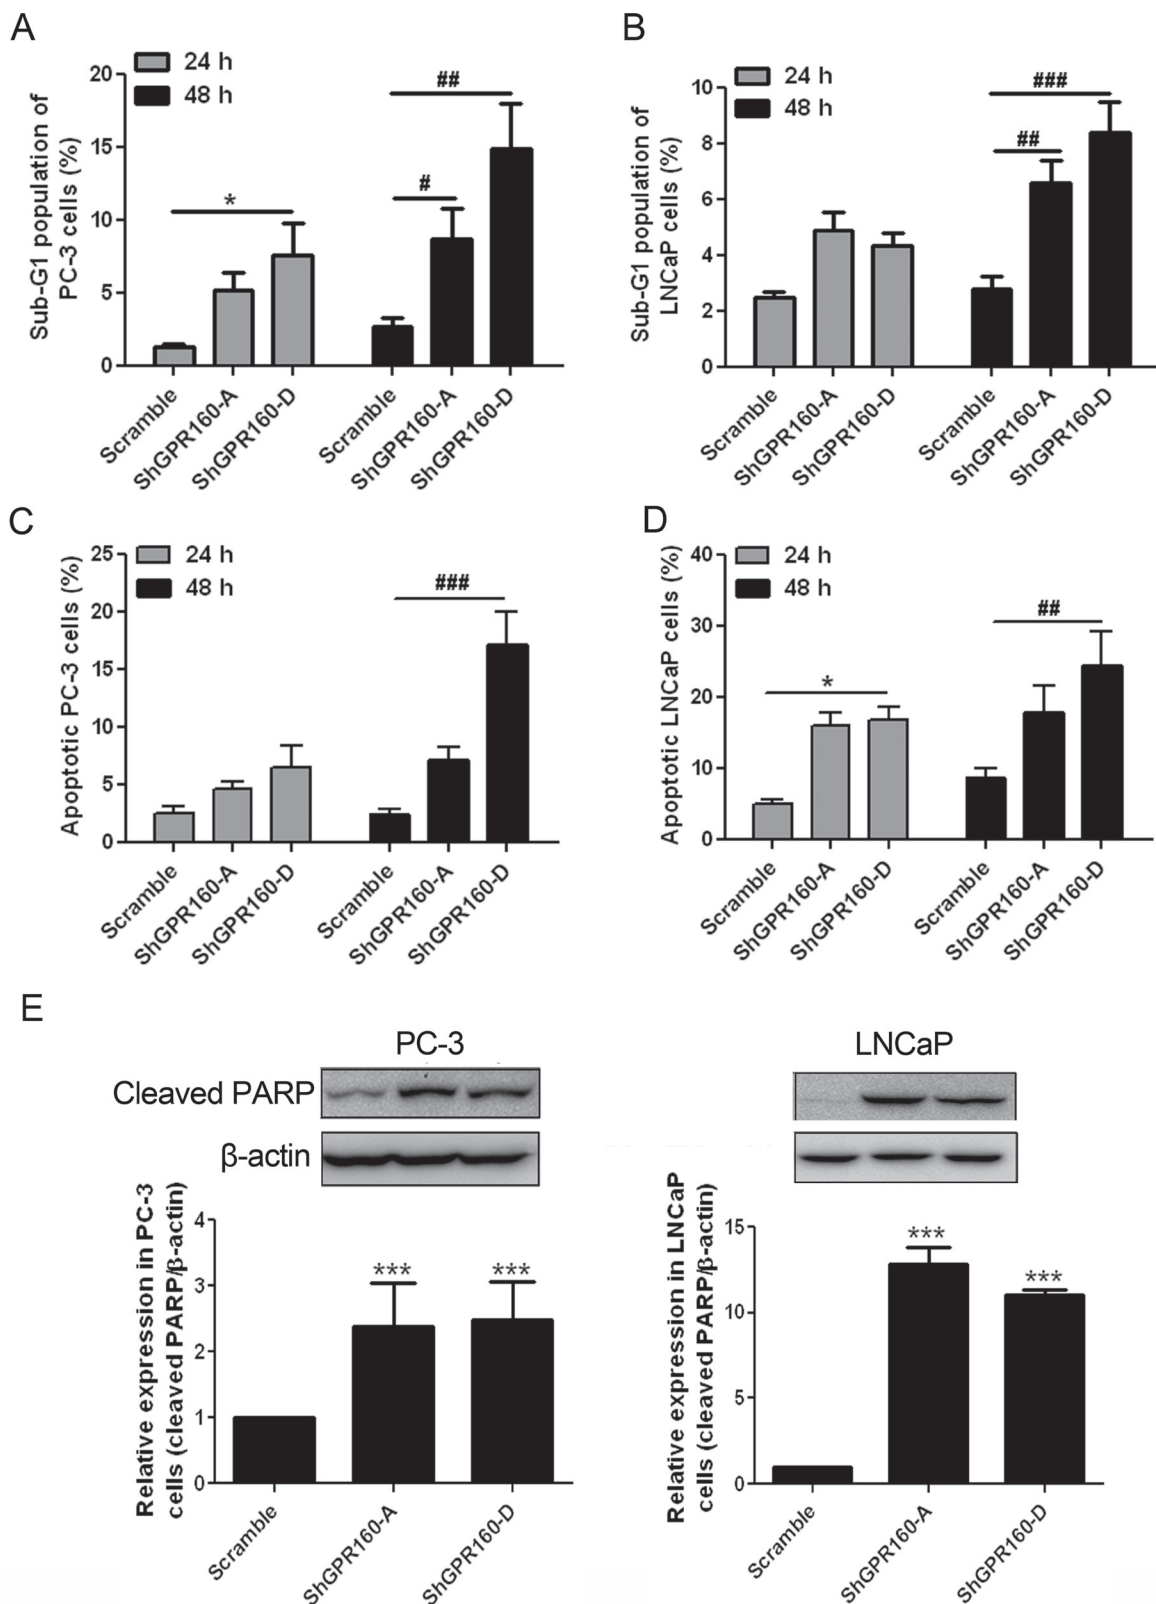 A
24 h
48 h
Sub-G1 population of
PC-3 cells (%)
20
15
10
5
0
*
#
##
Scramble
ShGPR160-A
ShGPR160-D
Scramble
ShGPR160-A
ShGPR160-D
B
24 h
48 h
Sub-G1 population of
LNCaP cells (%)
10
8
6
4
2
0
##
###
Scramble
ShGPR160-A
ShGPR160-D
Scramble
ShGPR160-A
ShGPR160-D
C
24 h
48 h
Apoptotic PC-3 cells (%)
25
20
15
10
5
0
###
Scramble
ShGPR160-A
ShGPR160-D
Scramble
ShGPR160-A
ShGPR160-D
D
24 h
48 h
Apoptotic LNCaP cells (%)
40
30
20
10
0
*
##
Scramble
ShGPR160-A
ShGPR160-D
Scramble
ShGPR160-A
ShGPR160-D
E
PC-3
LNCaP
Cleaved PARP
β-actin
Relative expression in PC-3
cells (cleaved PARP/β-actin)
4
3
2
1
0
***
***
Scramble
ShGPR160-A
ShGPR160-D
Relative expression in LNCaP
cells (cleaved PARP/β-actin)
15
10
5
0
***
***
Scramble
ShGPR160-A
ShGPR160-D